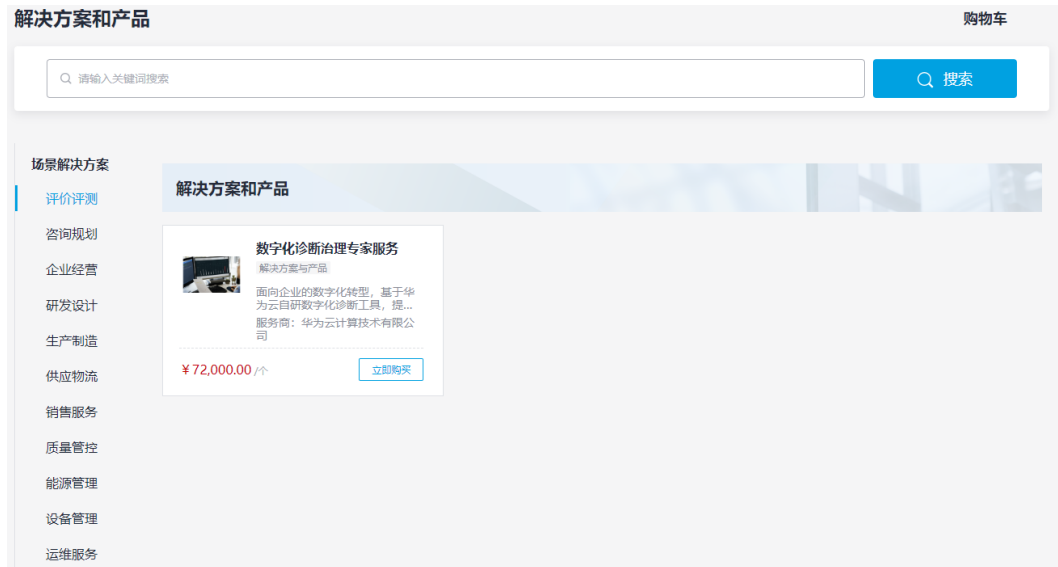 解决方案和产品
购物车
请输入关键词搜索
搜索
场景解决方案
评价评测
咨询规划
企业经营
研发设计
生产制造
供应物流
销售服务
质量管控
能源管理
设备管理
运维服务
解决方案和产品
数字化诊断治理专家服务
解决方案与产品
面向企业的数字化转型，基于华
为云自研数字化诊断工具，提...
服务商：华为云计算技术有限公
司
¥72,000.00 /个
立即购买